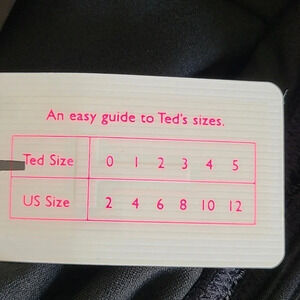 An easy guide to Ted's sizes.
Ted Size 0 1 2 3 4 5
US Size 2 4 6 8 10 12